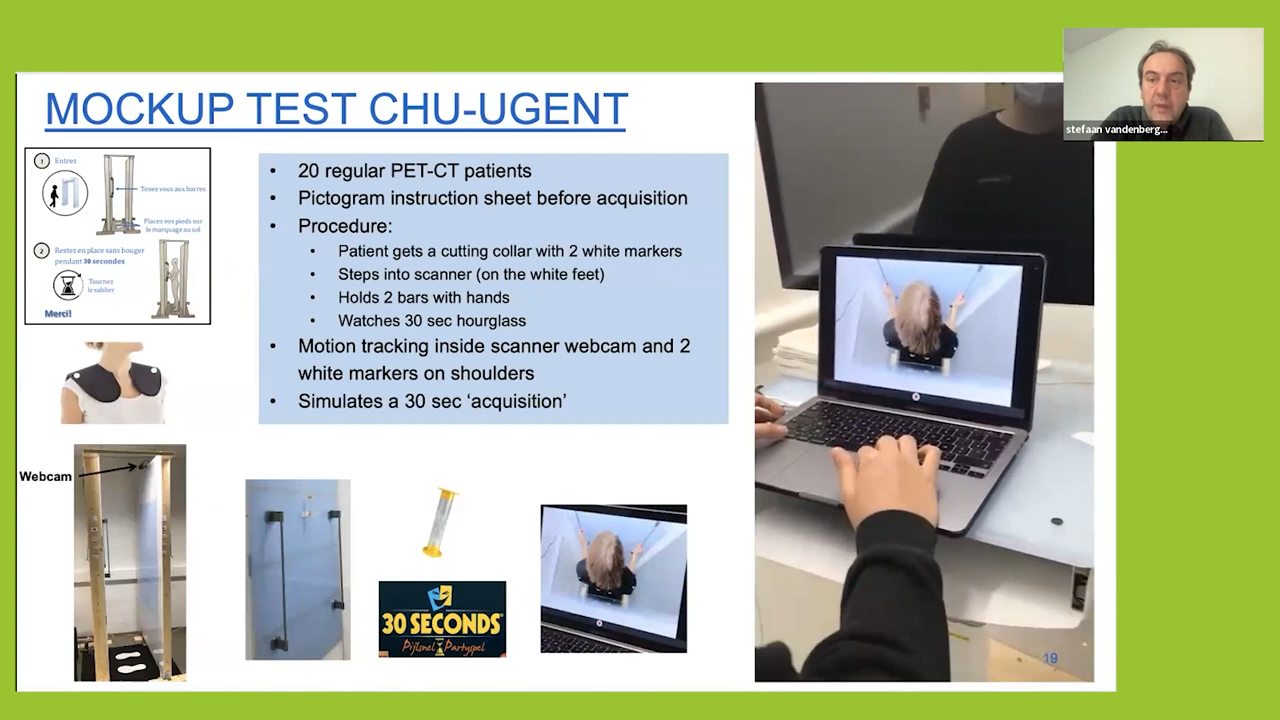 MOCKUP TEST CHU-UGENT
stefaan vandenberg...
1
Entrez
Tenez vous aux barres
Placez vos pieds sur
le marquage au sol
2
Restez en place sans bouger
pendant 30 secondes
Tournez
le sablier
Merci!
• 20 regular PET-CT patients
• Pictogram instruction sheet before acquisition
• Procedure:
• Patient gets a cutting collar with 2 white markers
• Steps into scanner (on the white feet)
• Holds 2 bars with hands
• Watches 30 sec hourglass
• Motion tracking inside scanner webcam and 2
white markers on shoulders
• Simulates a 30 sec ‘acquisition’
Webcam
30 SECONDS
Pijlsnel Partyspel
19